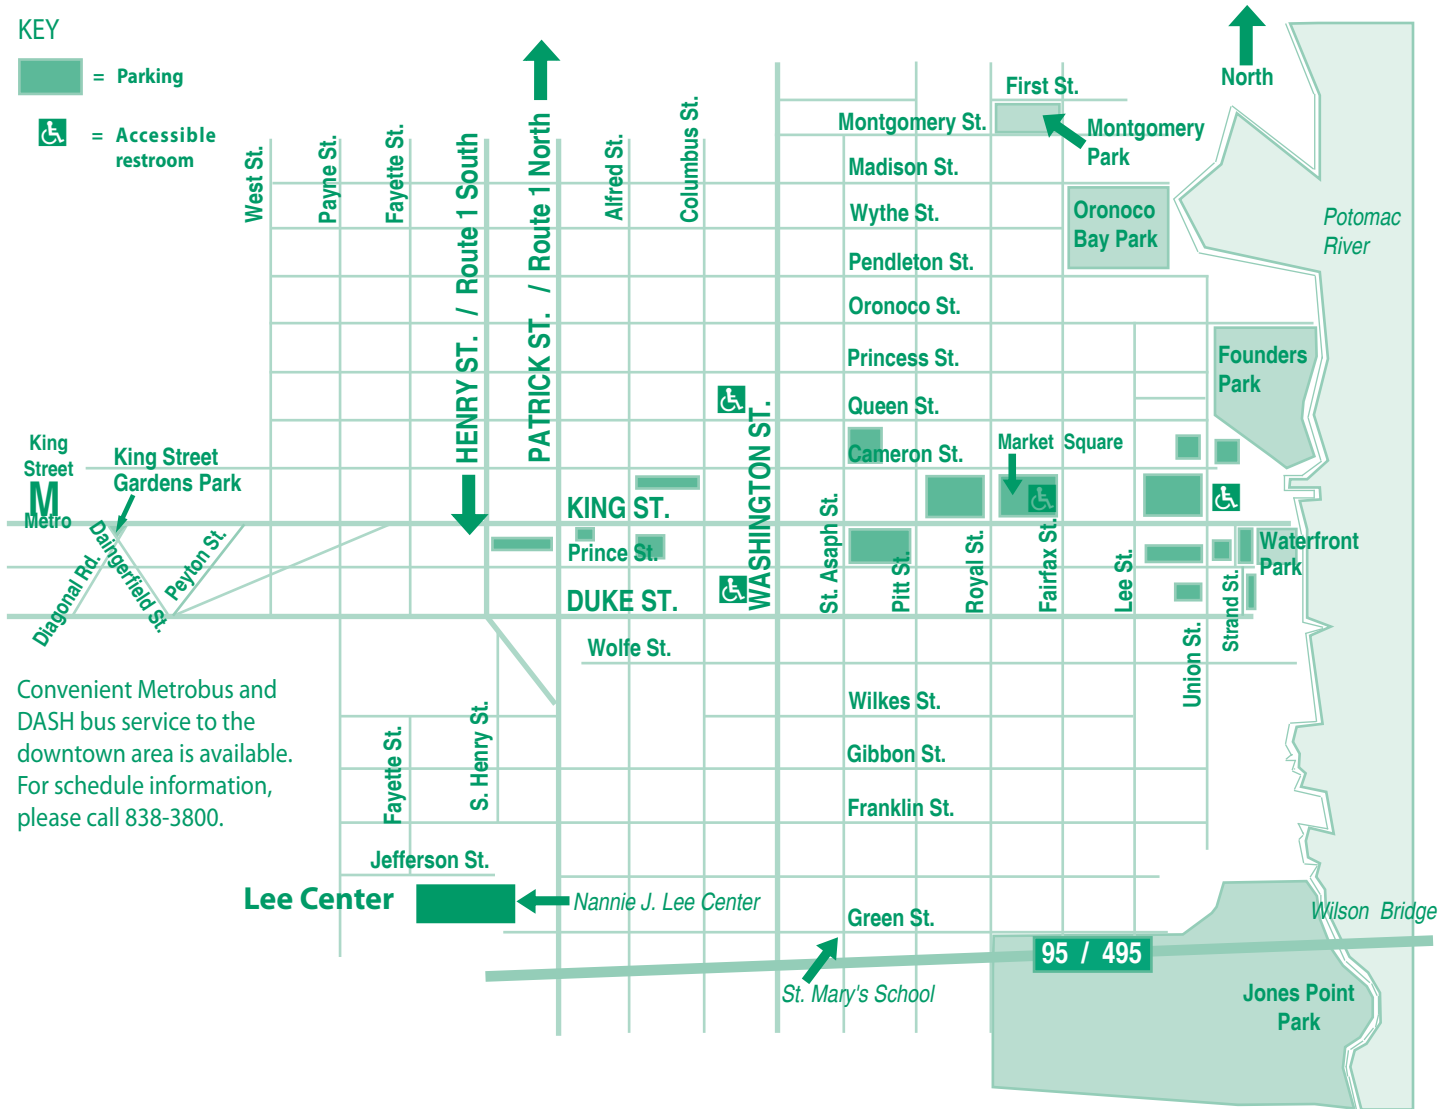 KEY
= Parking
= Accessible
restroom
North
First St.
Montgomery St.
Montgomery
Park
Madison St.
Wythe St.
Oronoco
Bay Park
Pendleton St.
Oronoco St.
Princess St.
Queen St.
Cameron St.
Potomac
River
Founders
Park
West St.
Payne St.
Fayette St.
HENRY ST. / Route 1 South
PATRICK ST. / Route 1 North
Alfred St.
Columbus St.
WASHINGTON ST.
King
Street
M
Metro
King Street
Gardens Park
Market Square
KING ST.
Prince St.
DUKE ST.
Diagonal Rd.
Daingerfield St.
Peyton St.
St. Asaph St.
Pitt St.
Royal St.
Fairfax St.
Lee St.
Union St.
Strand St.
Waterfront
Park
Wolfe St.
Wilkes St.
Gibbon St.
Franklin St.
Fayette St.
S. Henry St.
Convenient Metrobus and
DASH bus service to the
downtown area is available.
For schedule information,
please call 838-3800.
Jefferson St.
Lee Center
Nannie J. Lee Center
Green St.
St. Mary's School
95 / 495
Wilson Bridge
Jones Point
Park